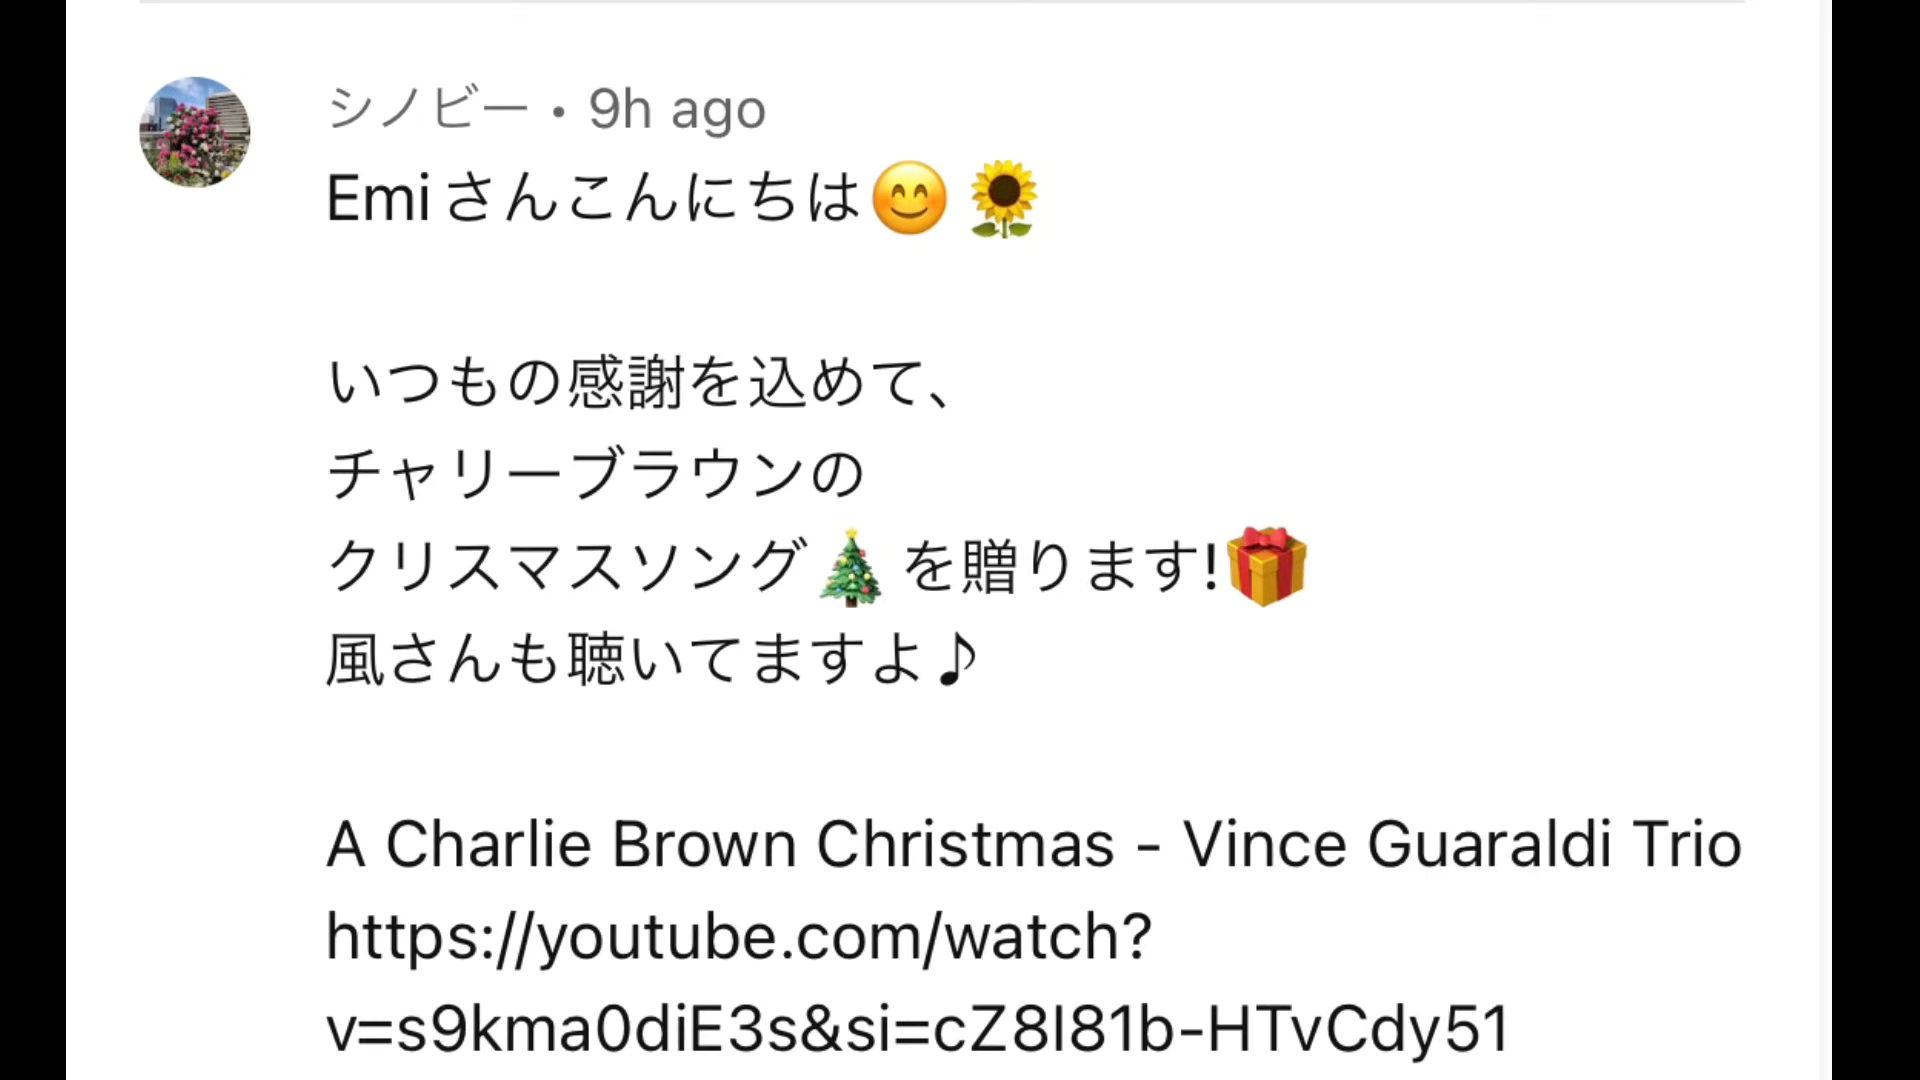 シノビー • 9h ago
Emiさんこんにちは😊🌻
いつもの感謝を込めて、
チャリーブラウンの
クリスマスソング🎄を贈ります!🎁
風さんも聴いてますよ♪
A Charlie Brown Christmas - Vince Guaraldi Trio
https://youtube.com/watch?
v=s9kma0diE3s&si=cZ8I81b-HTvCdy51